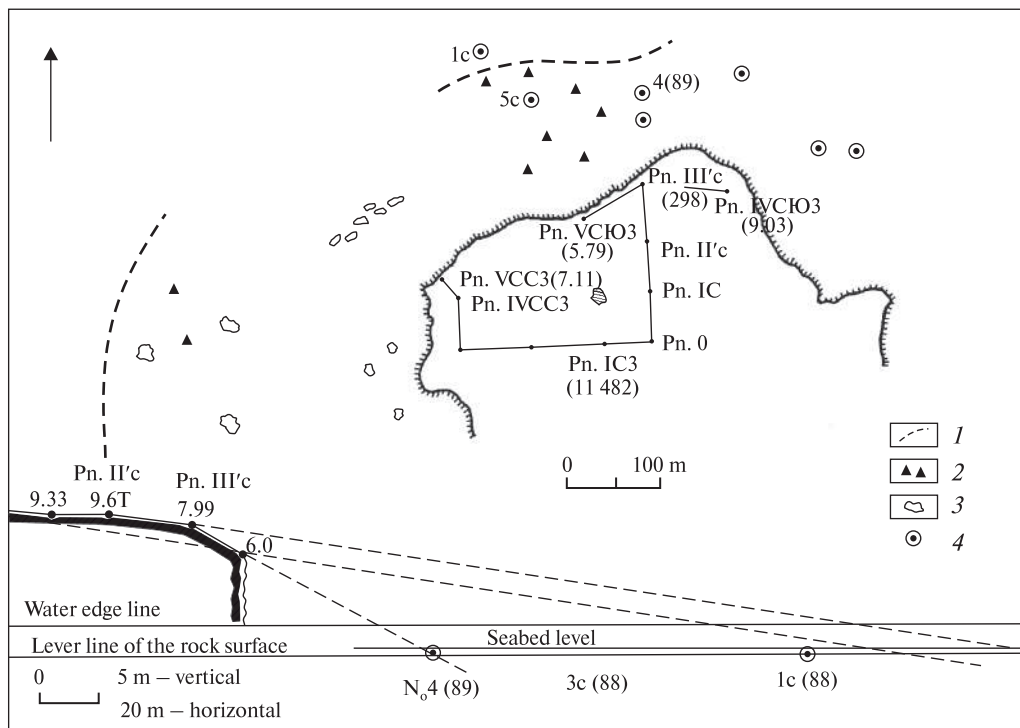 1c
5c
4(89)
Pn. III'c
(298)
Pn. IVCЮЗ
(9.03)
Pn. VCЮЗ
(5.79)
Pn. II'c
Pn. VCC3(7.11)
Pn. IVCC3
Pn. IC
Pn. 0
Pn. IC3
(11 482)
0 100 m
1
2
3
4
Pn. II'c
Pn. III'c
9.33
9.6T
7.99
6.0
Water edge line
Lever line of the rock surface
Seabed level
0 5 m – vertical
20 m – horizontal
No4 (89)
3c (88)
1c (88)